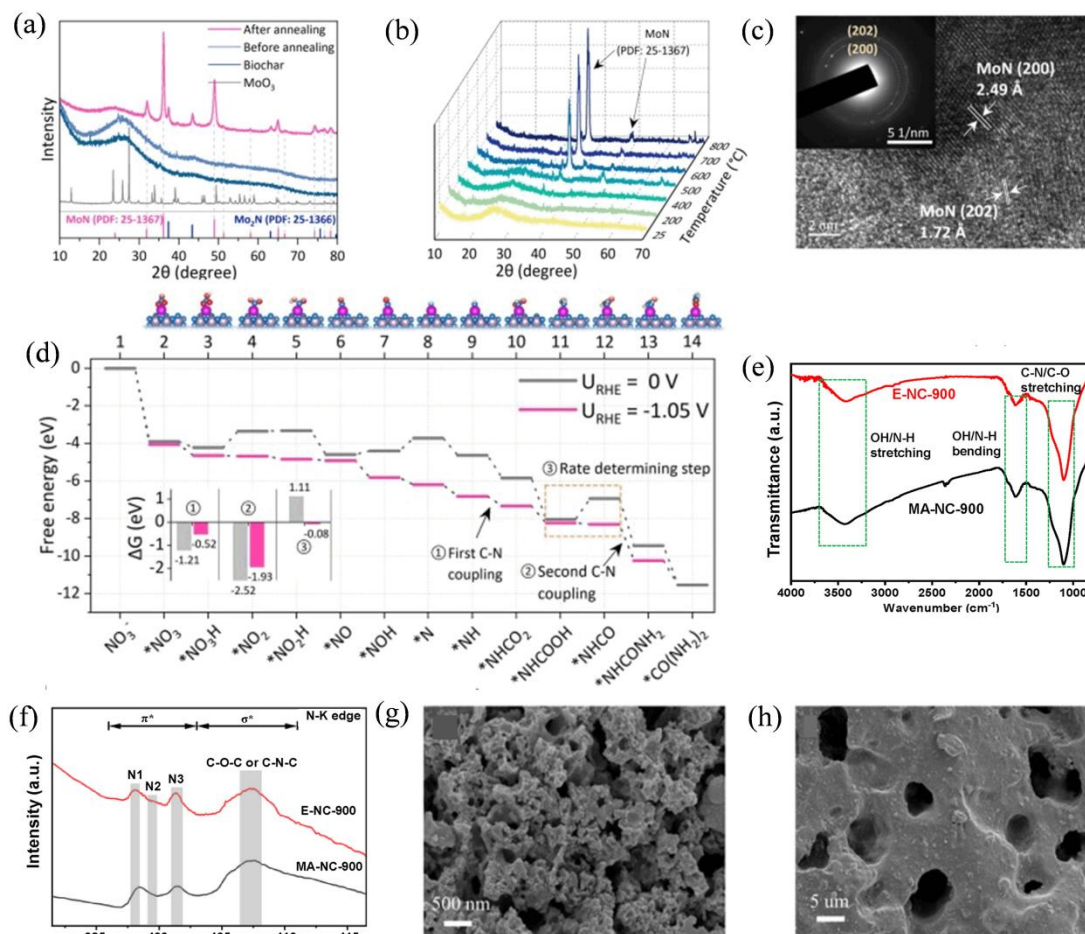 (a)
After annealing
Before annealing
Biochar
MoO₃
Intensity
MoN (PDF: 25-1367)
Mo₂N (PDF: 25-1366)
10 20 30 40 50 60 70 80
2θ (degree)
(b)
MoN
(PDF: 25-1367)
800
700
600
500
400
200
25
Temperature (°C)
10 20 30 40 50 60 70
2θ (degree)
(c)
(202)
(200)
5 1/nm
MoN (200)
2.49 Å
MoN (202)
1.72 Å
2 nm
(d)
1 2 3 4 5 6 7 8 9 10 11 12 13 14
U_RHE = 0 V
U_RHE = -1.05 V
Free energy (eV)
0
-2
-4
-6
-8
-10
-12
③ Rate determining step
① First C-N
coupling
② Second C-N
coupling
ΔG (eV)
1
0
-1
-2
①
②
③
-1.21
-0.52
-2.52
-1.93
1.11
-0.08
NO₃⁻
*NO₃
*NO₃H
*NO₂
*NO₂H
*NO
*NOH
*N
*NH
*NHCO₂
*NHCOOH
*NHCO
*NHCONH₂
*CO(NH₂)₂
(e)
C-N/C-O
stretching
E-NC-900
OH/N-H
stretching
OH/N-H
bending
MA-NC-900
Transmittance (a.u.)
4000 3500 3000 2500 2000 1500 1000
Wavenumber (cm⁻¹)
(f)
π*
σ*
N-K edge
N1
N2
N3
C-O-C or C-N-C
E-NC-900
MA-NC-900
Intensity (a.u.)
(g)
500 nm
(h)
5 um